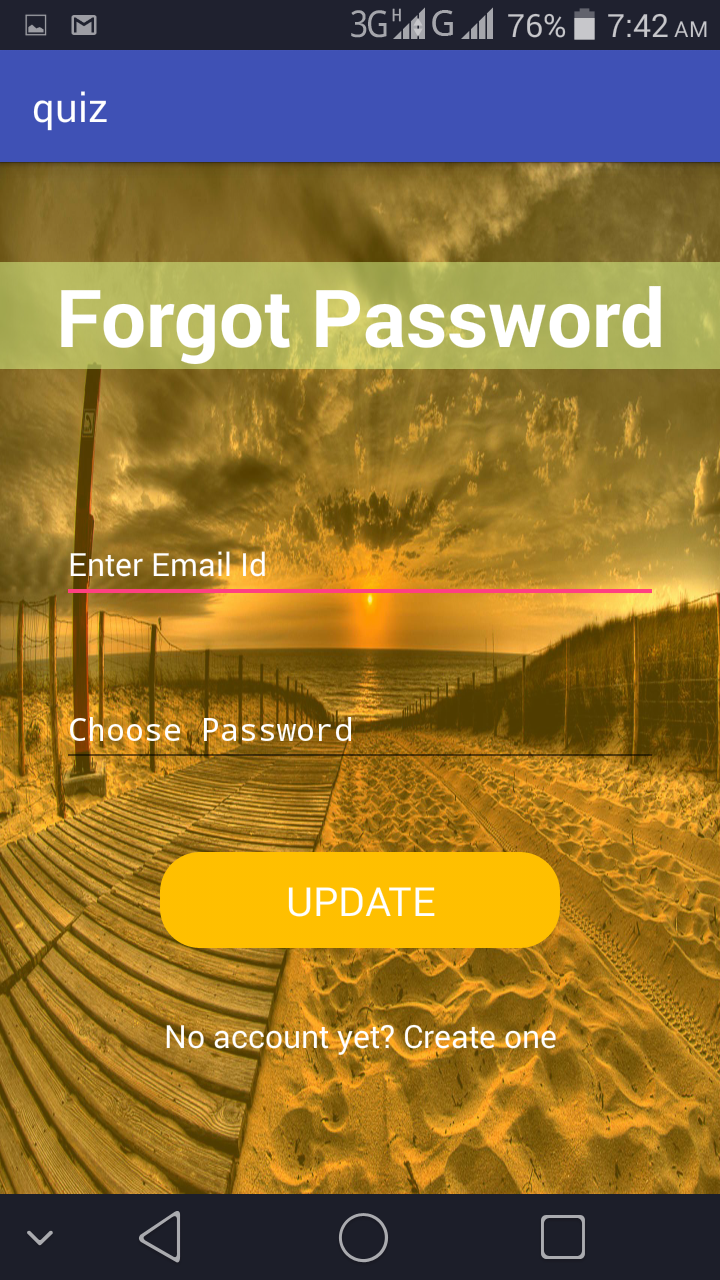 3G H G 76% 7:42 AM
quiz
Forgot Password
Enter Email Id
Choose Password
UPDATE
No account yet? Create one